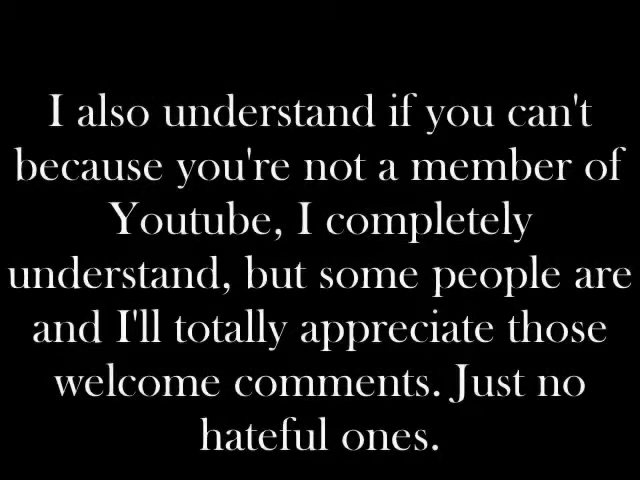 I also understand if you can't
because you're not a member of
Youtube, I completely
understand, but some people are
and I'll totally appreciate those
welcome comments. Just no
hateful ones.